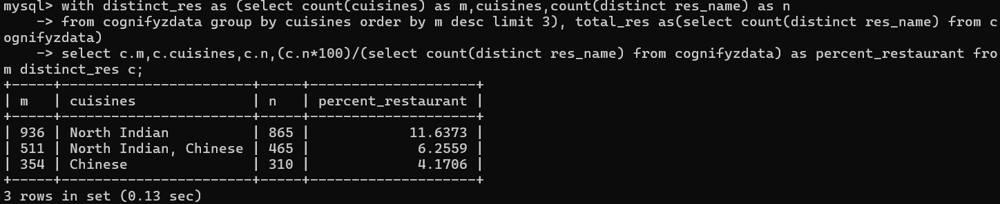 mysql> with distinct_res as (select count(cuisines) as m,cuisines,count(distinct res_name) as n
    -> from cognifyzdata group by cuisines order by m desc limit 3), total_res as(select count(distinct res_name) from c
ognifyzdata)
    -> select c.m,c.cuisines,c.n,(c.n*100)/(select count(distinct res_name) from cognifyzdata) as percent_restaurant fro
m distinct_res c;
+-----+-----------------------+-----+--------------------+
| m   | cuisines              | n   | percent_restaurant |
+-----+-----------------------+-----+--------------------+
| 936 | North Indian          | 865 |            11.6373 |
| 511 | North Indian, Chinese | 465 |             6.2559 |
| 354 | Chinese               | 310 |             4.1706 |
+-----+-----------------------+-----+--------------------+
3 rows in set (0.13 sec)